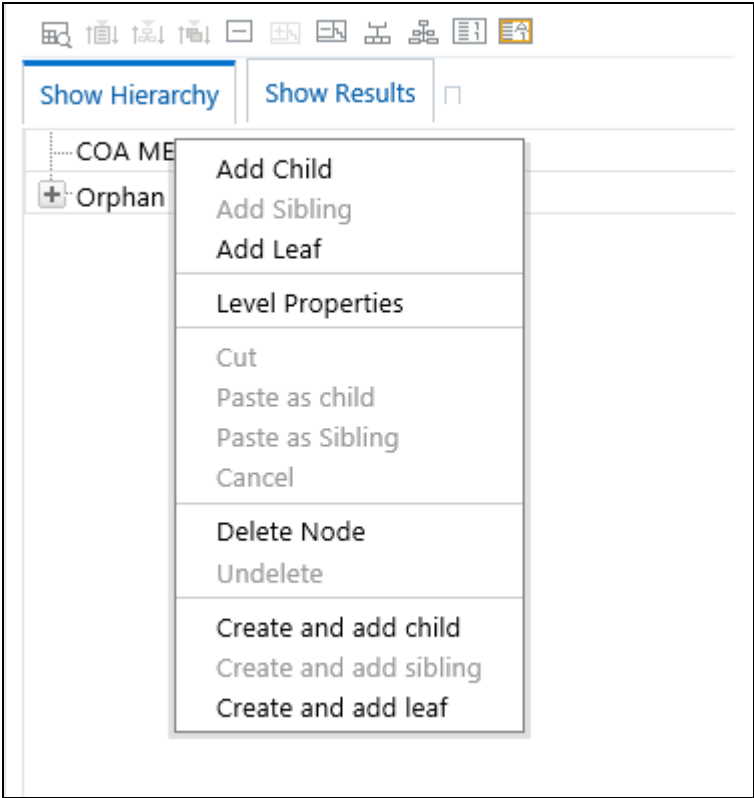 Show Hierarchy Show Results
COA ME
Orphan
Add Child
Add Sibling
Add Leaf
Level Properties
Cut
Paste as child
Paste as Sibling
Cancel
Delete Node
Undelete
Create and add child
Create and add sibling
Create and add leaf